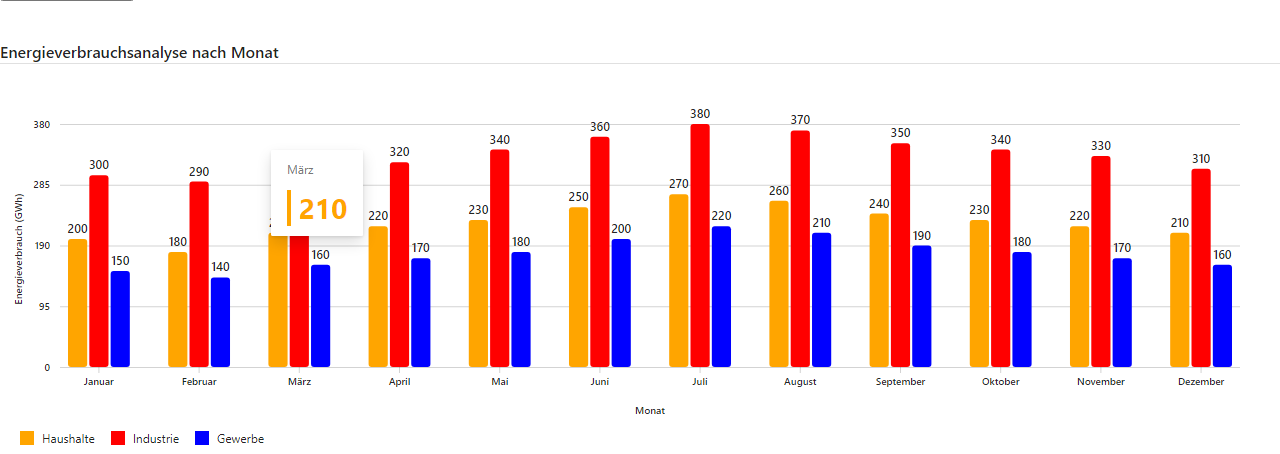 Energieverbrauchsanalyse nach Monat
Energieverbrauch (GWh)
380
285
190
95
0
200 300 150
180 290 140
160
220 320 170
230 340 180
250 360 200
270 380 220
260 370 210
240 350 190
230 340 180
220 330 170
210 310 160
März
210
Januar Februar März April Mai Juni Juli August September Oktober November Dezember
Monat
Haushalte Industrie Gewerbe